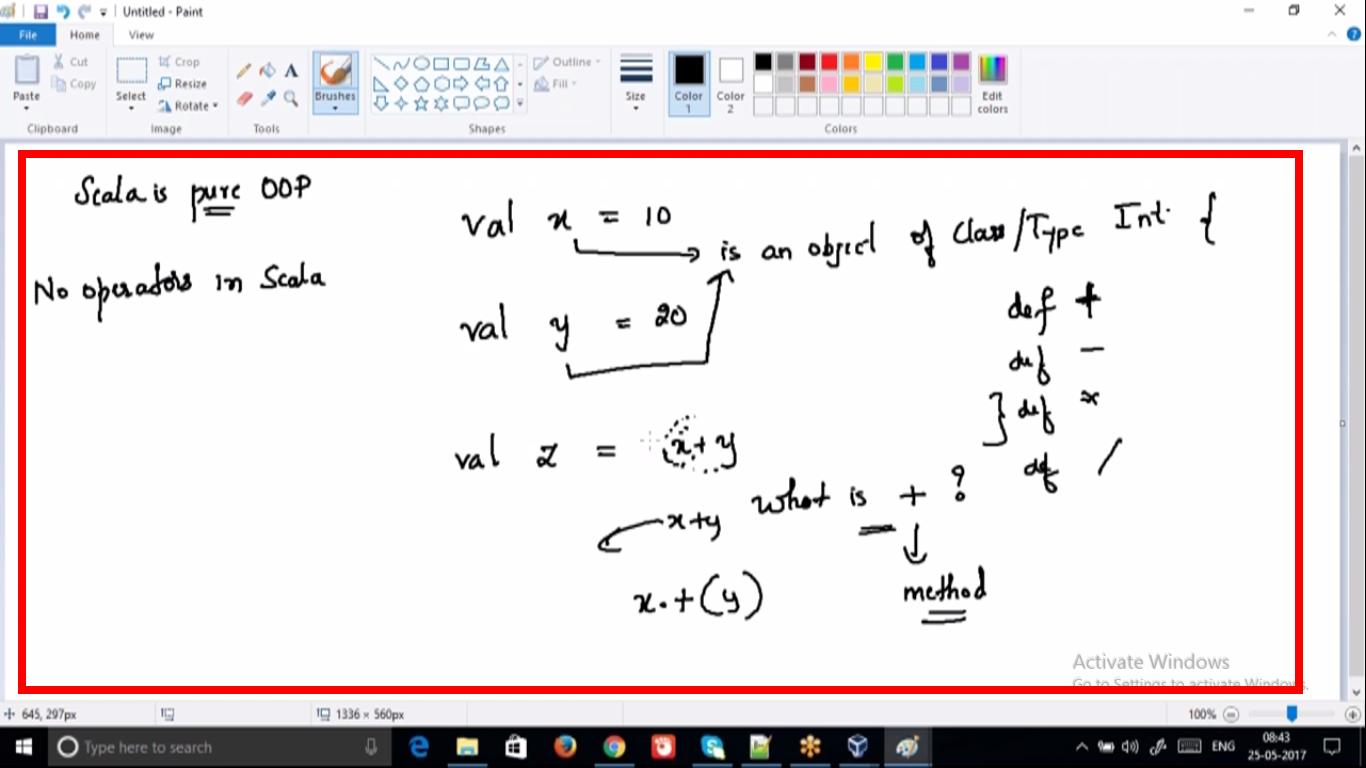 Untitled - Paint
File Home View
Paste Cut Copy Clipboard
Select Crop Resize Rotate Image
Tools
Brushes
Outline Fill Shapes
Size
Color 1 Color 2 Edit colors Colors
Scala is pure OOP
No operators in Scala
val x = 10
is an object of Class/Type Int {
val y = 20
def +
def -
} def *
def /
val z = x+y
what is + ?
x+y
x.+(y)
method
Activate Windows
Go to Settings to activate Windows.
645, 297px 1336 × 560px 100%
Type here to search
ENG 08:43 25-05-2017